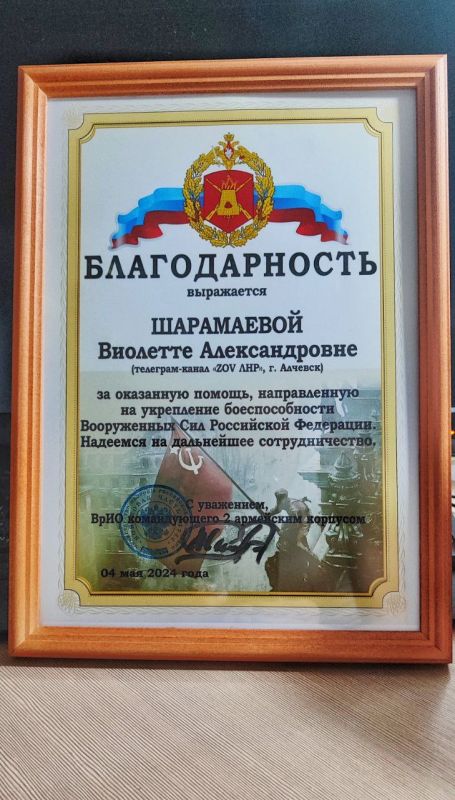 БЛАГОДАРНОСТЬ
выражается
ШАРАМАЕВОЙ
Виолетте Александровне
(телеграм-канал «ZOV ЛНР», г. Алчевск)
за оказанную помощь, направленную
на укрепление боеспособности
Вооруженных Сил Российской Федерации.
Надеемся на дальнейшее сотрудничество.
С уважением,
ВрИО командующего 2 армейским корпусом
04 мая 2024 года